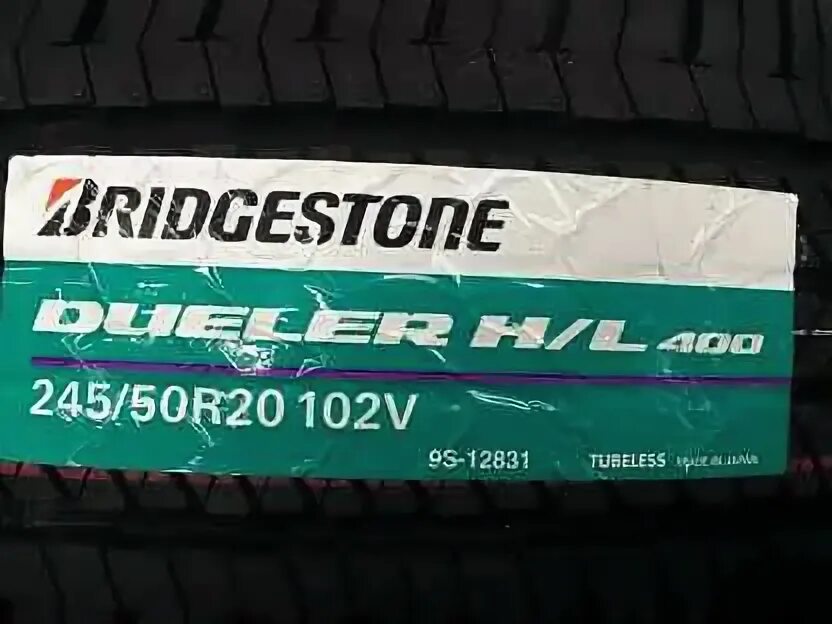 BRIDGESTONE
DUELER H/L 400
245/50R20 102V
9S-12831 TUBELESS